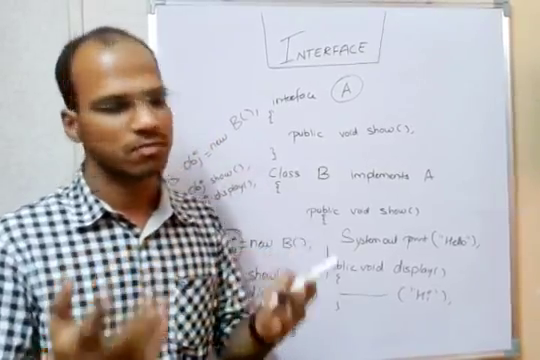 INTERFACE
interface A
{
public void show();
}
Class B implements A
{
public void show()
{
System out print ("Hello");
}
public void display()
{
("Hi");
}
obj = new B();
obj show();
display();
= new B();
show